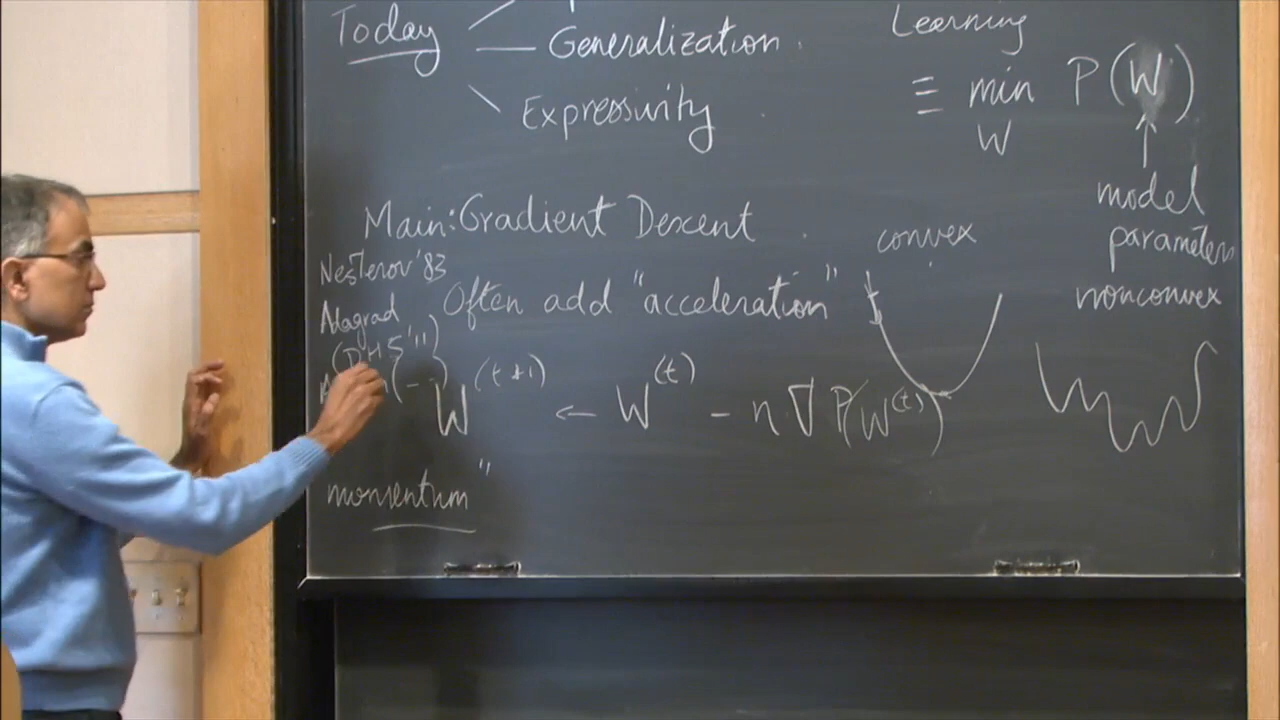 Today
Generalization
Expressivity
Learning
≡ min P(W)
W
model
parameters
nonconvex
Main: Gradient Descent
convex
Nesterov '83
Adagrad
(DHS '11)
Often add "acceleration"
W^(t+1) ← W^(t) - η ∇ P(W^(t))
momentum"